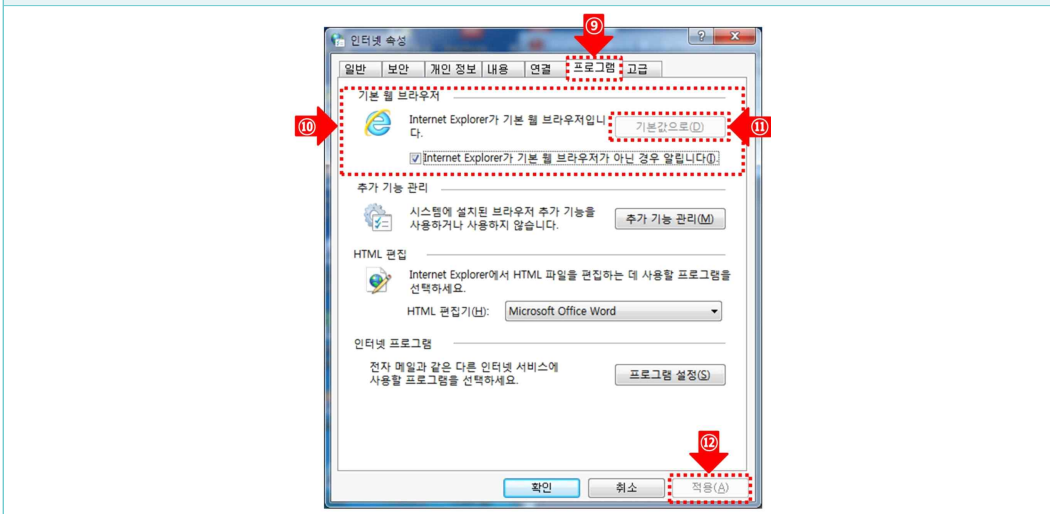 ⑨
인터넷 속성
일반 보안 개인 정보 내용 연결 프로그램 고급
기본 웹 브라우저
⑩
Internet Explorer가 기본 웹 브라우저입니
다.
기본값으로(D)
⑪
Internet Explorer가 기본 웹 브라우저가 아닌 경우 알립니다(I).
추가 기능 관리
시스템에 설치된 브라우저 추가 기능을
사용하거나 사용하지 않습니다.
추가 기능 관리(M)
HTML 편집
Internet Explorer에서 HTML 파일을 편집하는 데 사용할 프로그램을
선택하세요.
HTML 편집기(H): Microsoft Office Word
인터넷 프로그램
전자 메일과 같은 다른 인터넷 서비스에
사용할 프로그램을 선택하세요.
프로그램 설정(S)
⑫
확인 취소 적용(A)